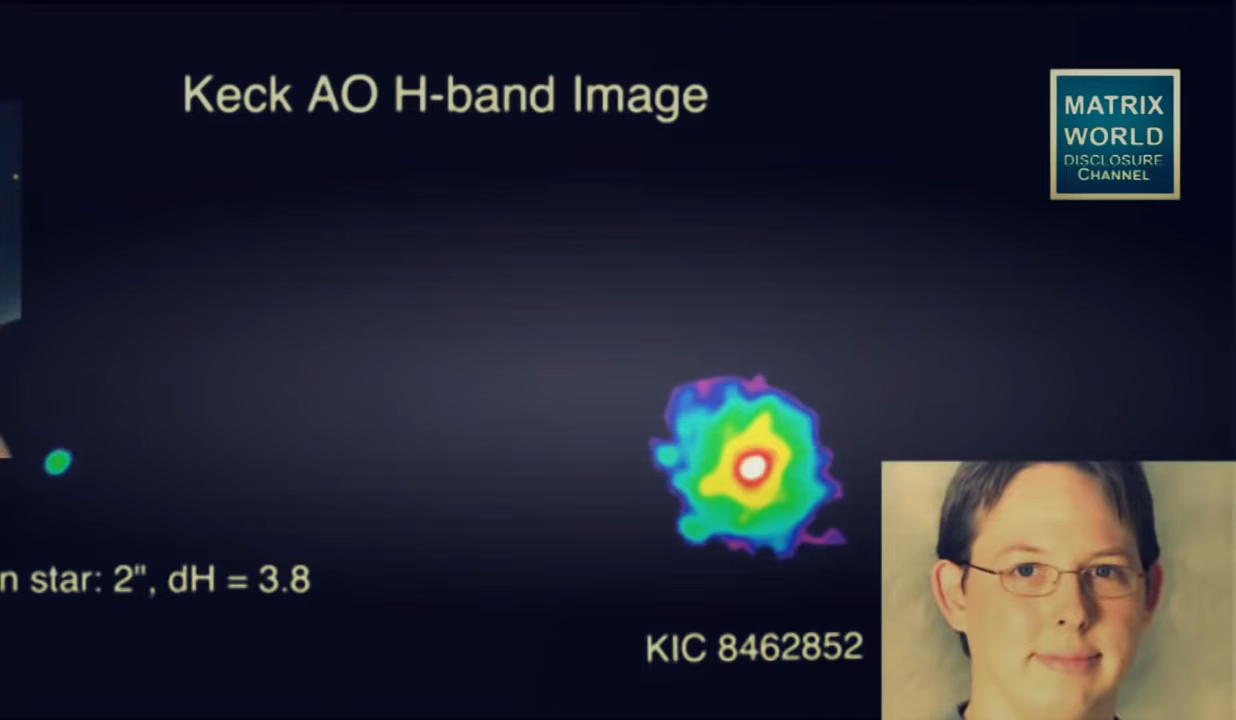 Keck AO H-band Image
MATRIX
WORLD
DISCLOSURE
CHANNEL
n star: 2", dH = 3.8
KIC 8462852